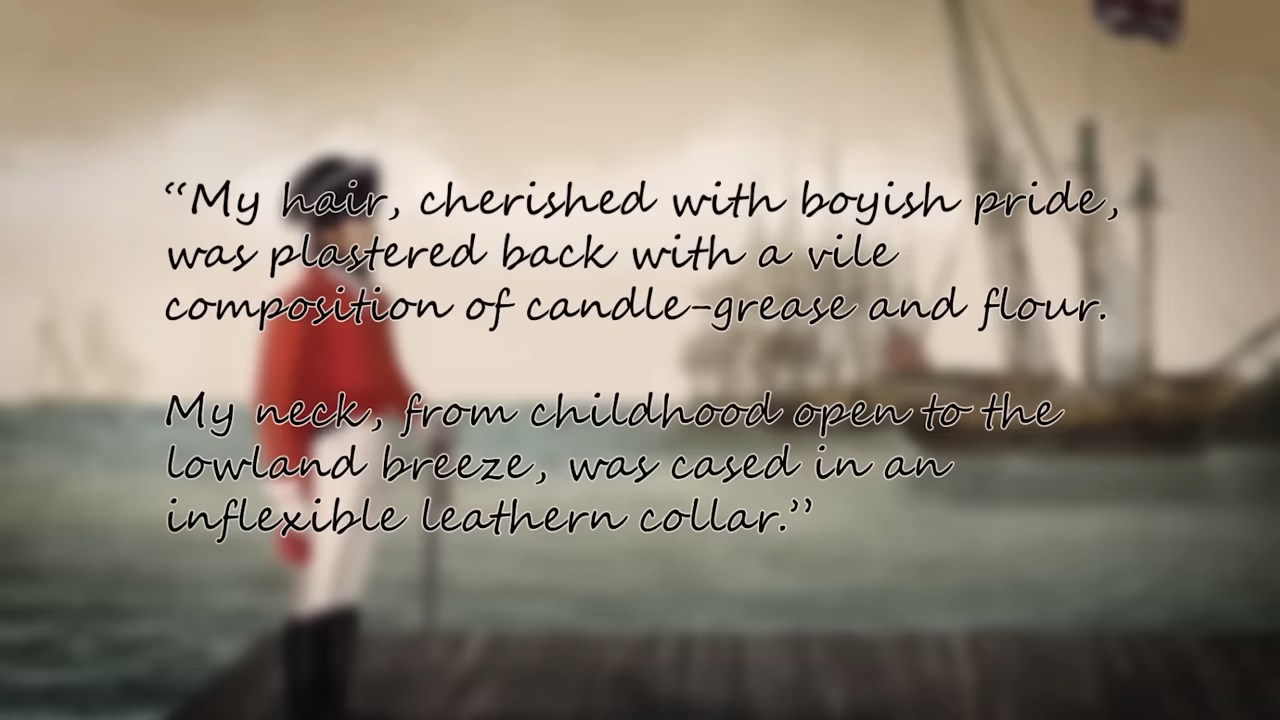 “My hair, cherished with boyish pride,
was plastered back with a vile
composition of candle-grease and flour.
My neck, from childhood open to the
lowland breeze, was cased in an
inflexible leathern collar.”